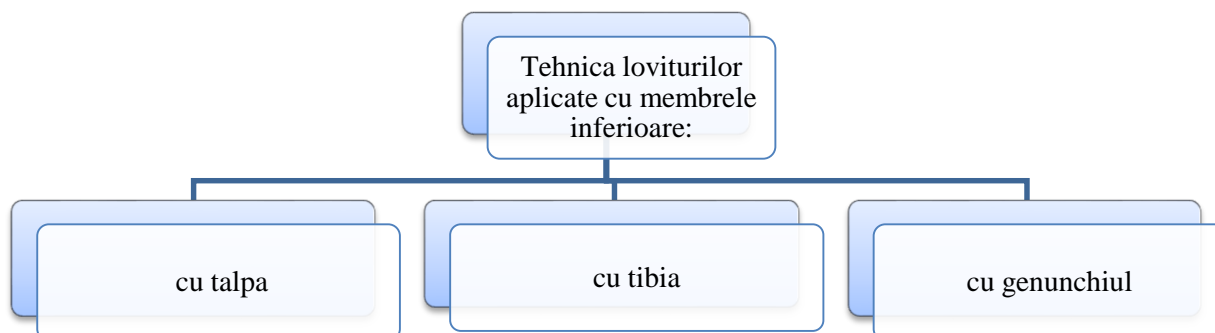 Tehnica loviturilor
aplicate cu membrele
inferioare:
cu talpa
cu tibia
cu genunchiul